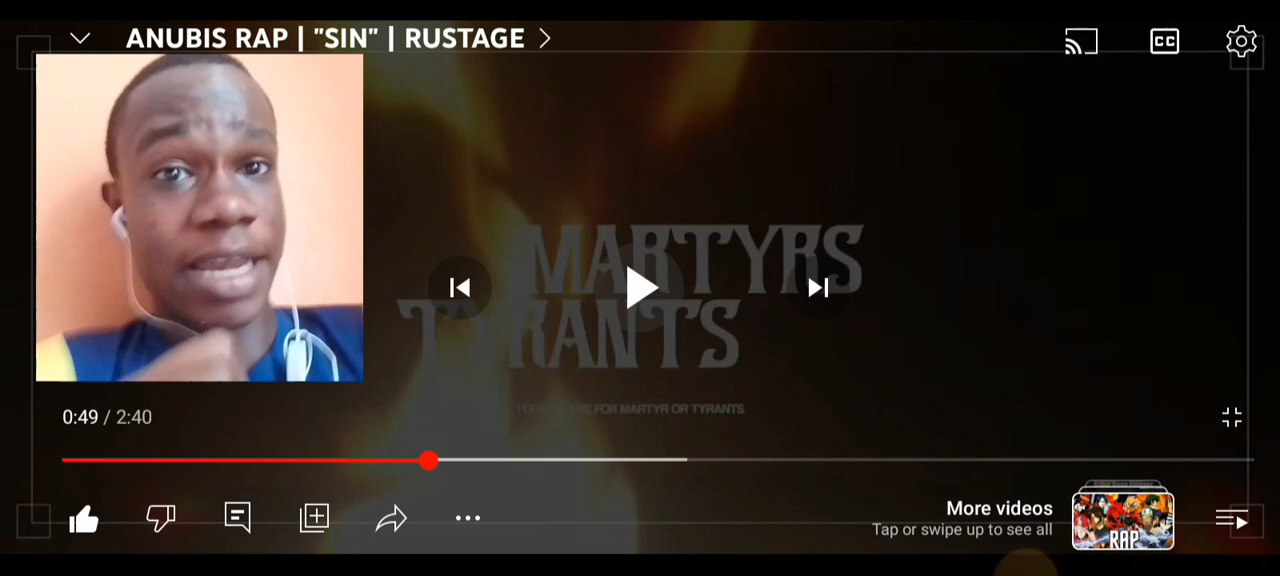 ANUBIS RAP | "SIN" | RUSTAGE
CC
MARTYRS
TYRANTS
FOR MARTYR OR TYRANTS
0:49 / 2:40
More videos
Tap or swipe up to see all
RAP